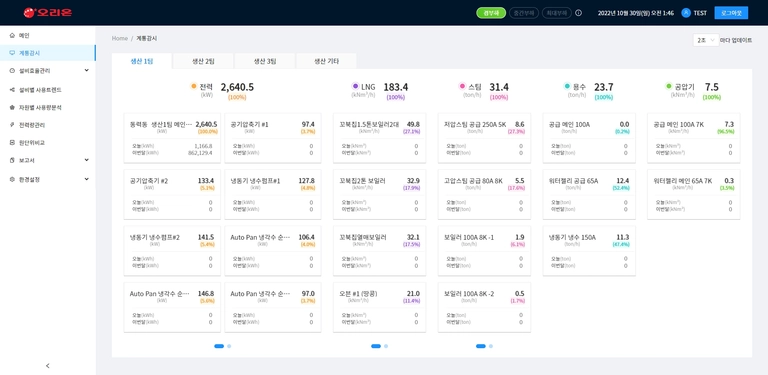 오리온
경부하
중간부하
최대부하
2022년 10월 30일(일) 오전 1:46
TEST
로그아웃
메인
계통감시
설비효율관리
설비별 사용트렌드
자원별 사용량분석
전력량관리
원단위비교
보고서
환경설정
Home / 계통감시
2초 마다 업데이트
생산 1팀
생산 2팀
생산 3팀
생산 기타
전력 2,640.5
(kW) (100%)
LNG 183.4
(kNm³/h) (100%)
스팀 31.4
(ton/h) (100%)
용수 23.7
(ton/h) (100%)
공압기 7.5
(kNm³/h) (100%)
동력동 생산1팀 메인… 2,640.5
(kW) (100.0%)
오늘(kWh) 1,166.8
이번달(kWh) 862,129.4
공기압축기 #1 97.4
(kW) (3.7%)
오늘(kWh) 0
이번달(kWh) 0
꼬북칩1.5톤보일러2대 49.8
(kNm³/h) (27.1%)
오늘(kNm³) 0
이번달(kNm³) 0
저압스팀 공급 250A 5K 8.6
(ton/h) (27.3%)
오늘(ton) 0
이번달(ton) 0
공급 메인 100A 0.0
(ton/h) (0.2%)
오늘(ton) 0
이번달(ton) 0
공급 메인 100A 7K 7.3
(kNm³/h) (96.5%)
오늘(kNm³) 0
이번달(kNm³) 0
공기압축기 #2 133.4
(kW) (5.1%)
오늘(kWh) 0
이번달(kWh) 0
냉동기 냉수펌프#1 127.8
(kW) (4.8%)
오늘(kWh) 0
이번달(kWh) 0
꼬북칩2톤 보일러 32.9
(kNm³/h) (17.9%)
오늘(kNm³) 0
이번달(kNm³) 0
고압스팀 공급 80A 8K 5.5
(ton/h) (17.6%)
오늘(ton) 0
이번달(ton) 0
워터젤리 공급 65A 12.4
(ton/h) (52.4%)
오늘(ton) 0
이번달(ton) 0
워터젤리 메인 65A 7K 0.3
(kNm³/h) (3.5%)
오늘(kNm³) 0
이번달(kNm³) 0
냉동기 냉수펌프#2 141.5
(kW) (5.4%)
오늘(kWh) 0
이번달(kWh) 0
Auto Pan 냉각수 순… 106.4
(kW) (4.0%)
오늘(kWh) 0
이번달(kWh) 0
꼬북칩열매보일러 32.1
(kNm³/h) (17.5%)
오늘(kNm³) 0
이번달(kNm³) 0
보일러 100A 8K -1 1.9
(ton/h) (6.1%)
오늘(ton) 0
이번달(ton) 0
냉동기 냉수 150A 11.3
(ton/h) (47.4%)
오늘(ton) 0
이번달(ton) 0
Auto Pan 냉각수 순… 146.8
(kW) (5.6%)
오늘(kWh) 0
이번달(kWh) 0
Auto Pan 냉각수 순… 97.0
(kW) (3.7%)
오늘(kWh) 0
이번달(kWh) 0
오븐 #1 (땅콩) 21.0
(kNm³/h) (11.4%)
오늘(kNm³) 0
이번달(kNm³) 0
보일러 100A 8K -2 0.5
(ton/h) (1.7%)
오늘(ton) 0
이번달(ton) 0